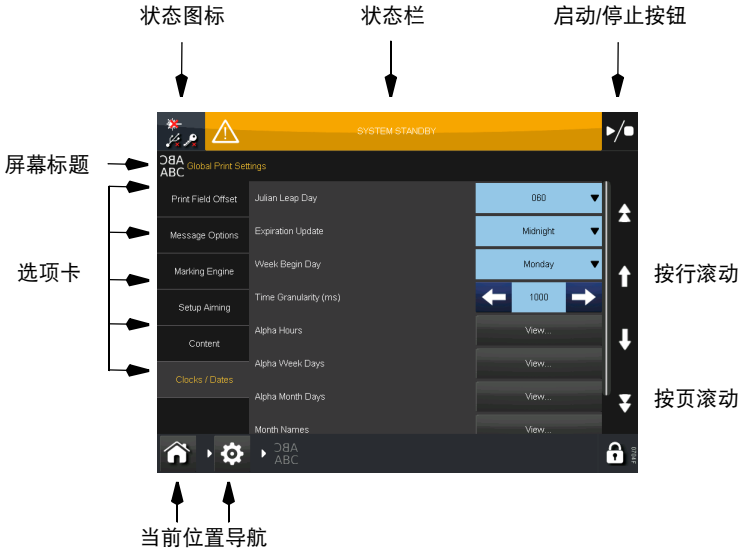 状态图标
状态栏
启动/停止按钮
SYSTEM STANDBY
屏幕标题
ABC
ABC
Global Print Settings
选项卡
Print Field Offset
Message Options
Marking Engine
Setup Aiming
Content
Clocks / Dates
Julian Leap Day
060
Expiration Update
Midnight
Week Begin Day
Monday
Time Granularity (ms)
1000
Alpha Hours
View...
Alpha Week Days
View...
Alpha Month Days
View...
Month Names
View...
按行滚动
按页滚动
ABC
ABC
当前位置导航